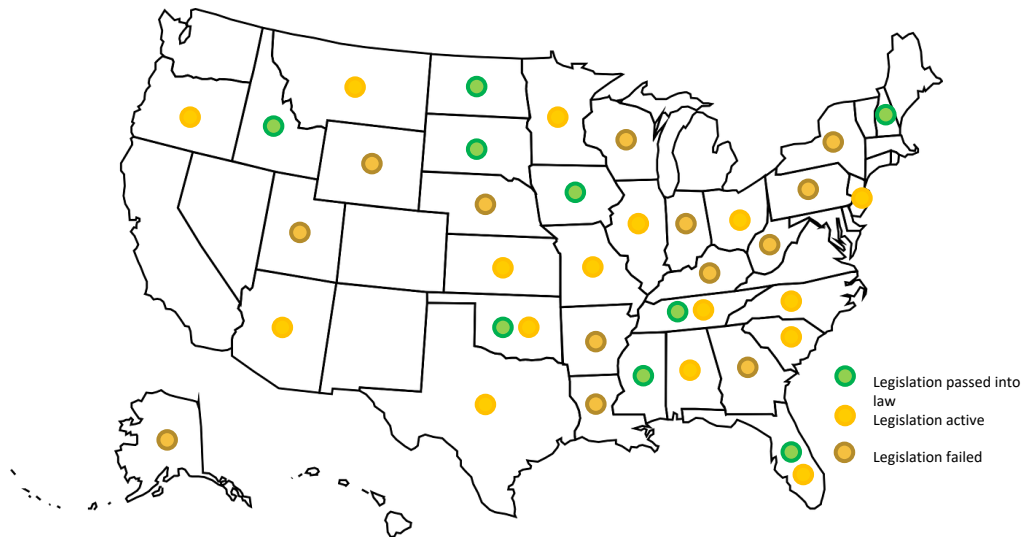 Legislation passed into
law
Legislation active
Legislation failed